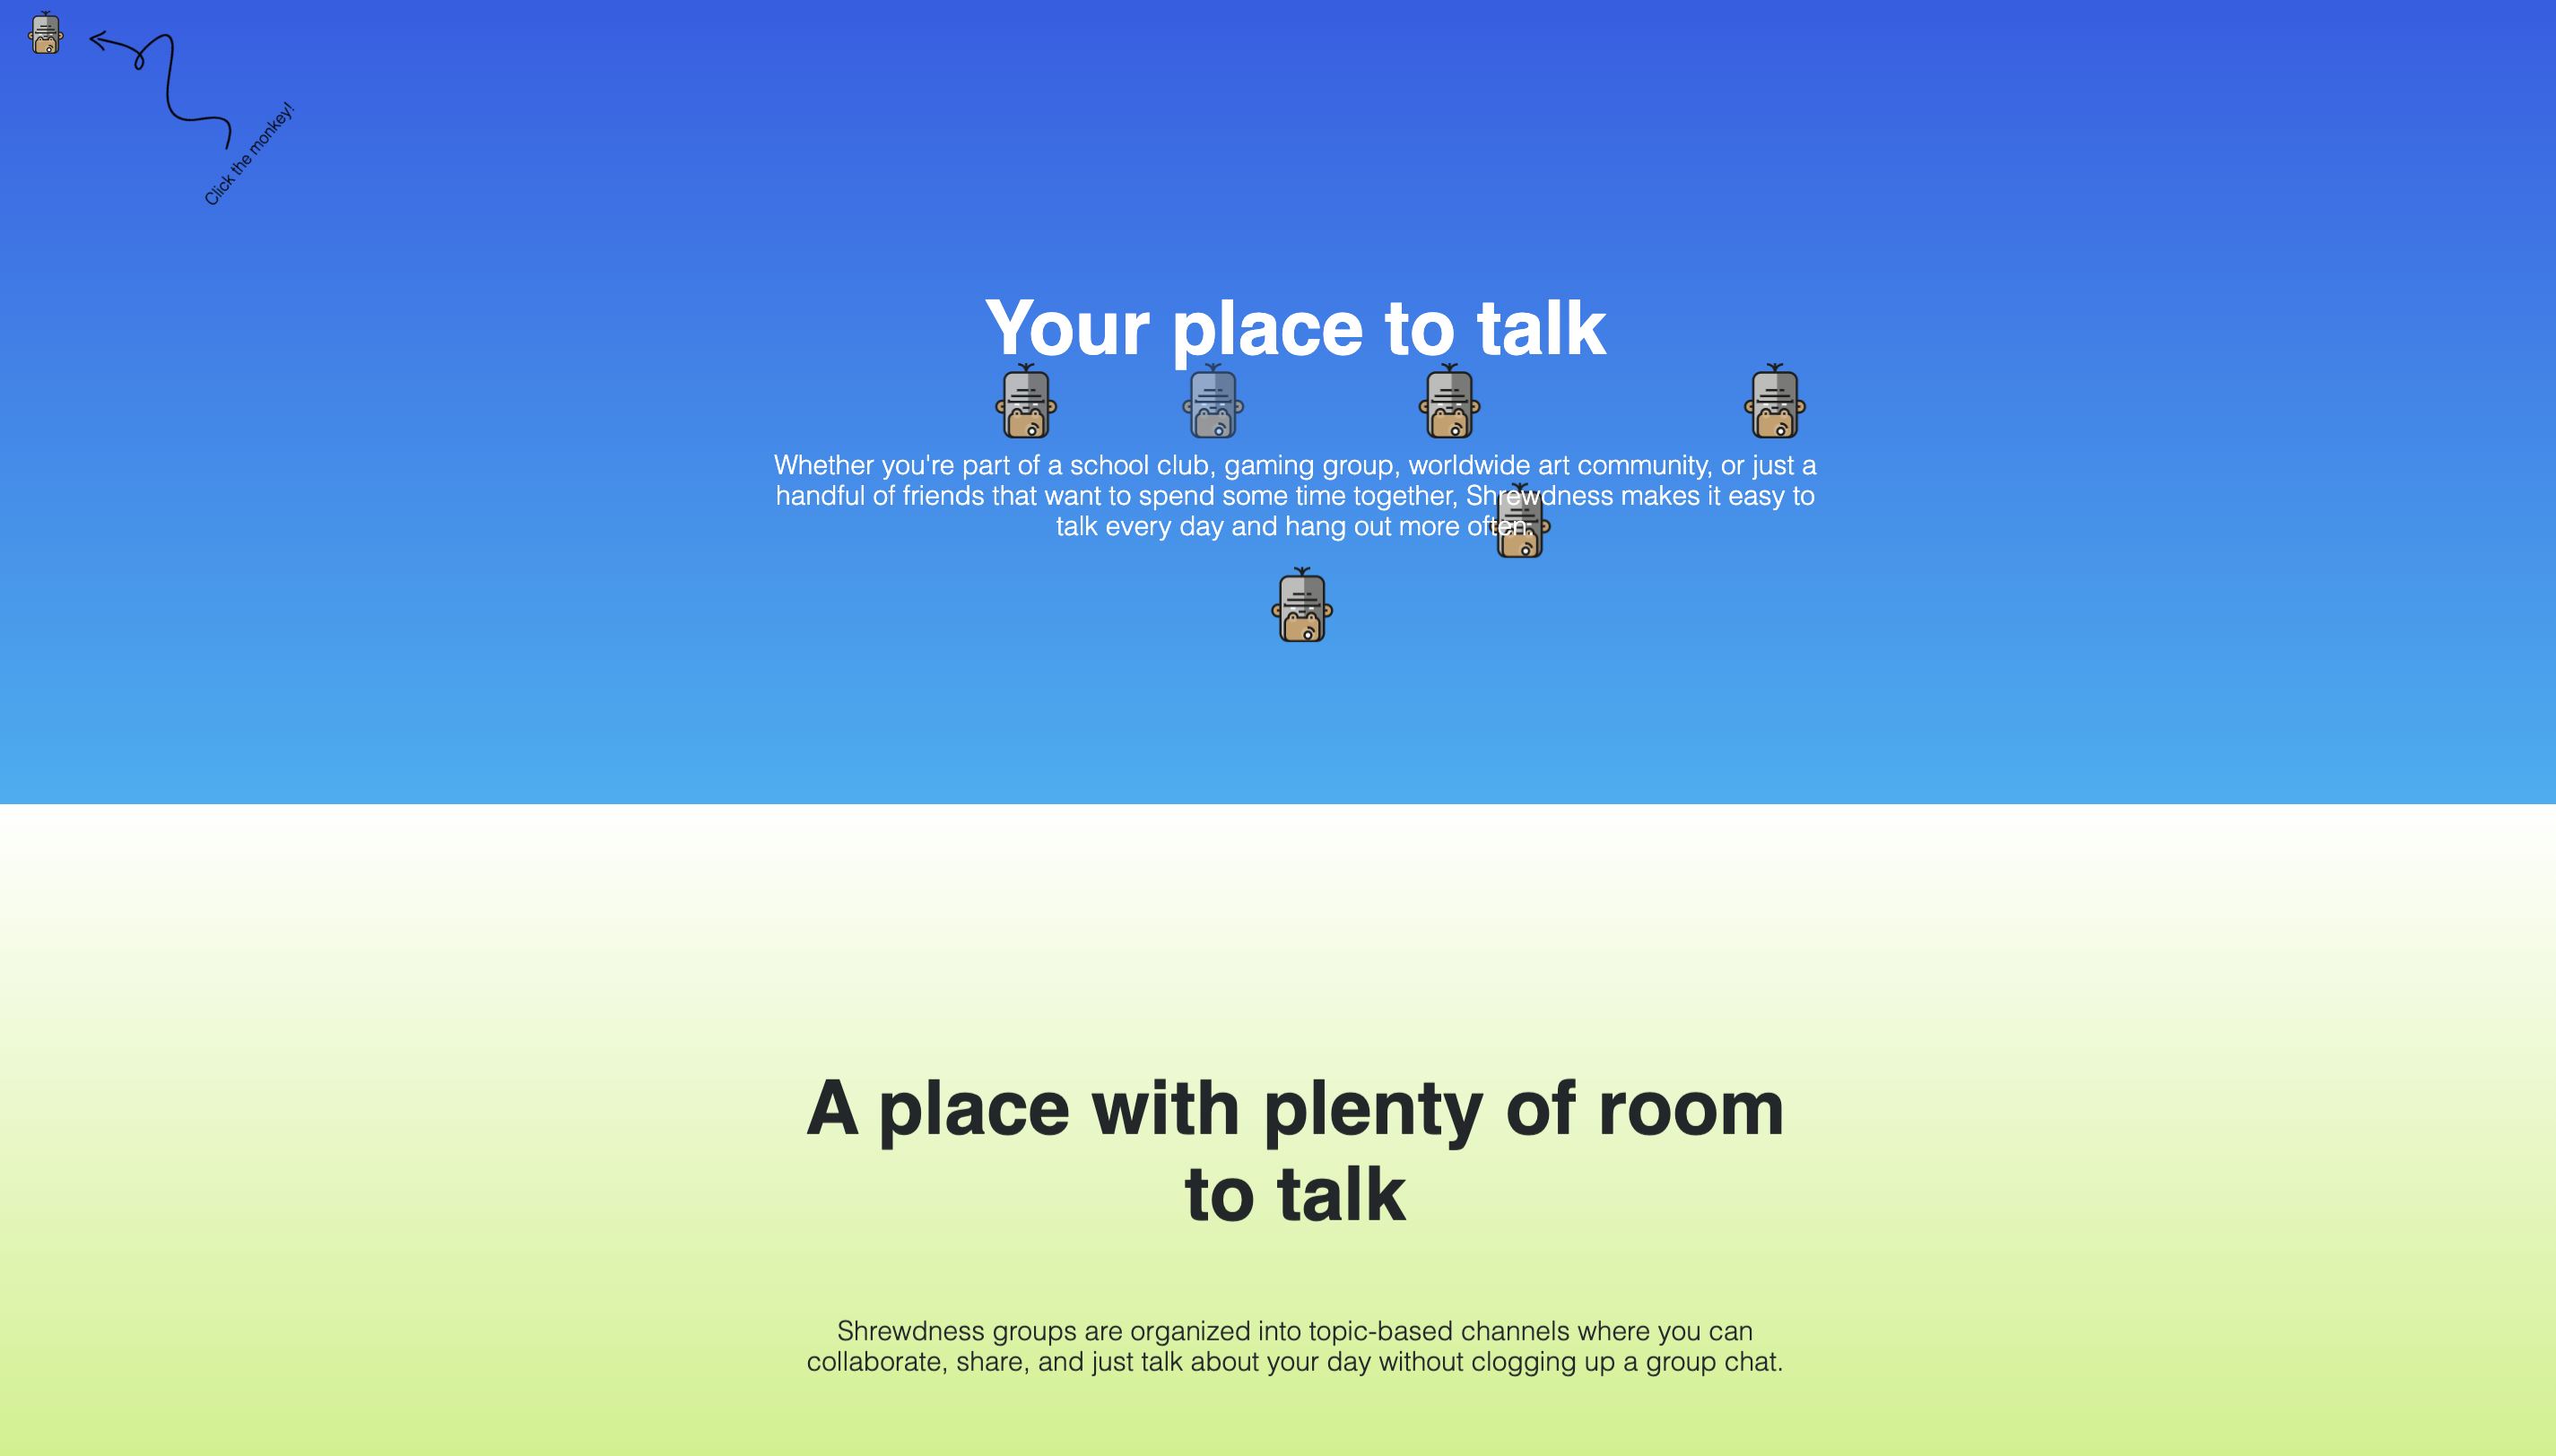 Click the monkey!
Your place to talk
Whether you're part of a school club, gaming group, worldwide art community, or just a
handful of friends that want to spend some time together, Shrewdness makes it easy to
talk every day and hang out more often.
A place with plenty of room
to talk
Shrewdness groups are organized into topic-based channels where you can
collaborate, share, and just talk about your day without clogging up a group chat.